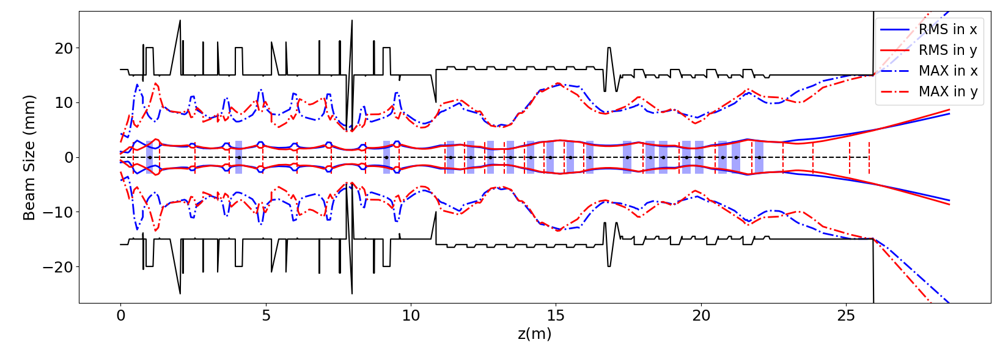 Beam Size (mm)
20
10
0
−10
−20
0
5
10
15
20
25
z(m)
RMS in x
RMS in y
MAX in x
MAX in y